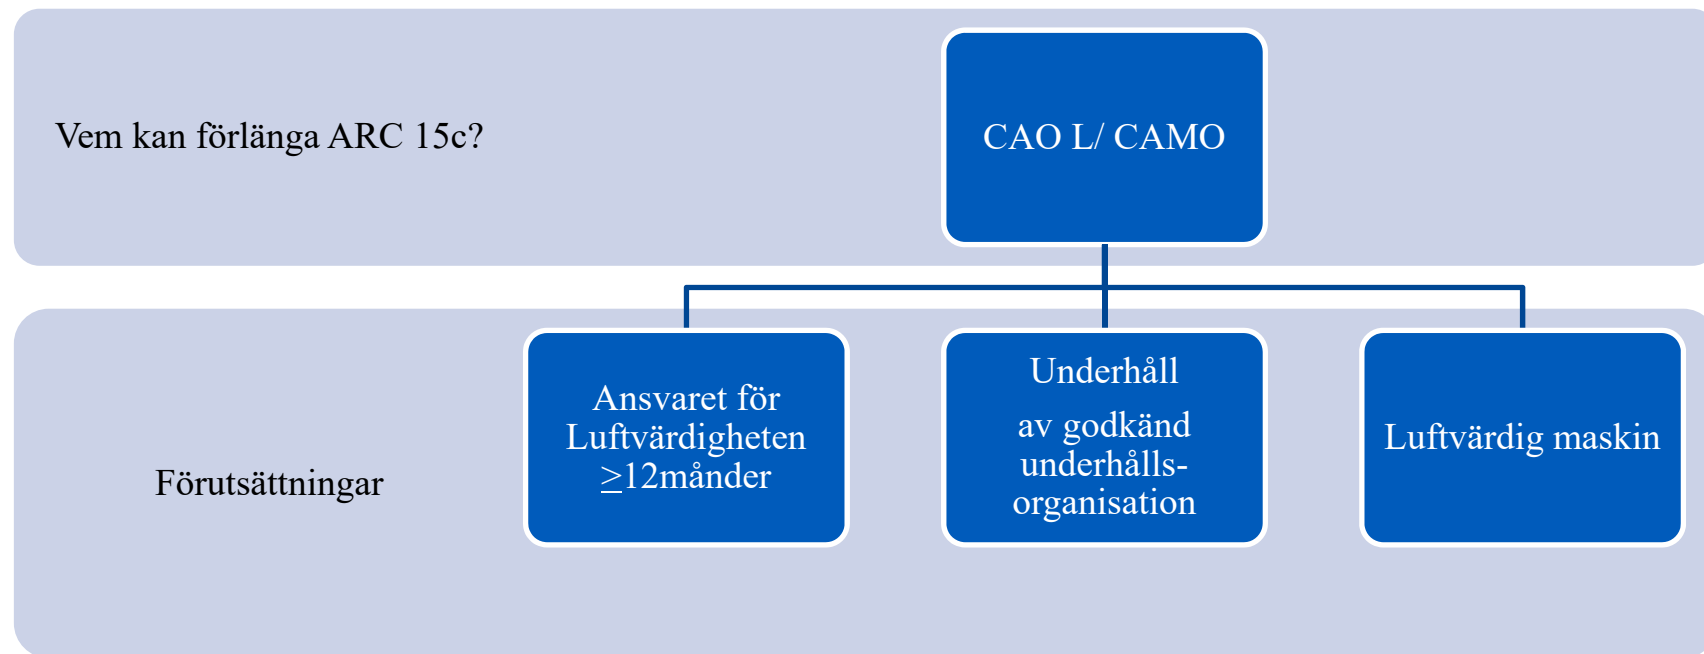 Vem kan förlänga ARC 15c?
CAO L/ CAMO
Förutsättningar
Ansvaret för
Luftvärdigheten
≥12månder
Underhåll
av godkänd
underhålls-
organisation
Luftvärdig maskin